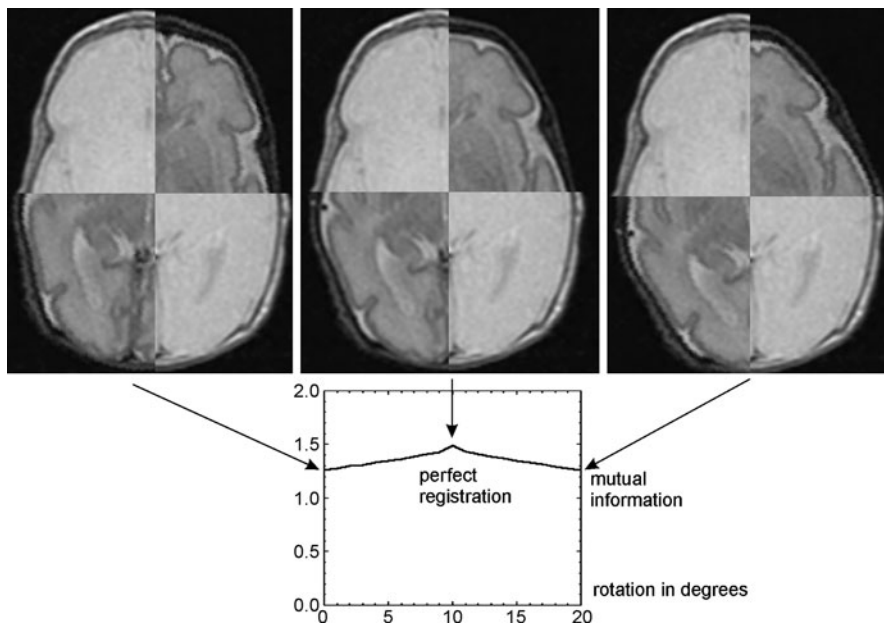 2.0
1.5
perfect
registration
mutual
information
1.0
0.5
rotation in degrees
0.0
0 5 10 15 20